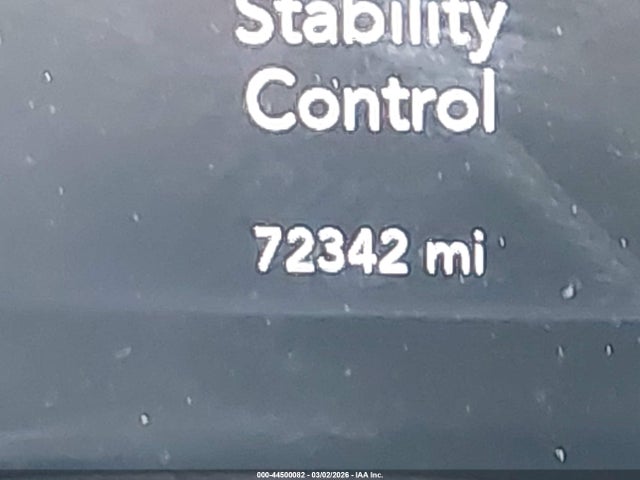 Stability
Control
72342 mi
000-44500082 - 03/02/2026 - IAA Inc.